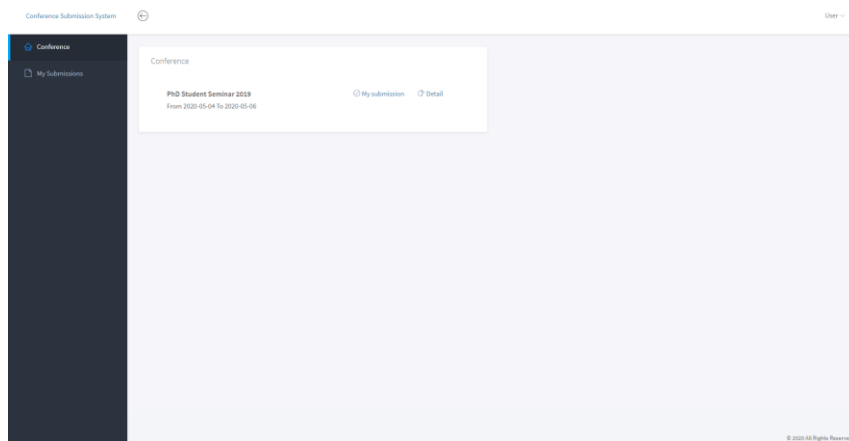 Conference Submission System
User
Conference
My Submissions
Conference
PhD Student Seminar 2019
My submission
Detail
From 2020-05-04 To 2020-05-06
© 2020 All Rights Reserve